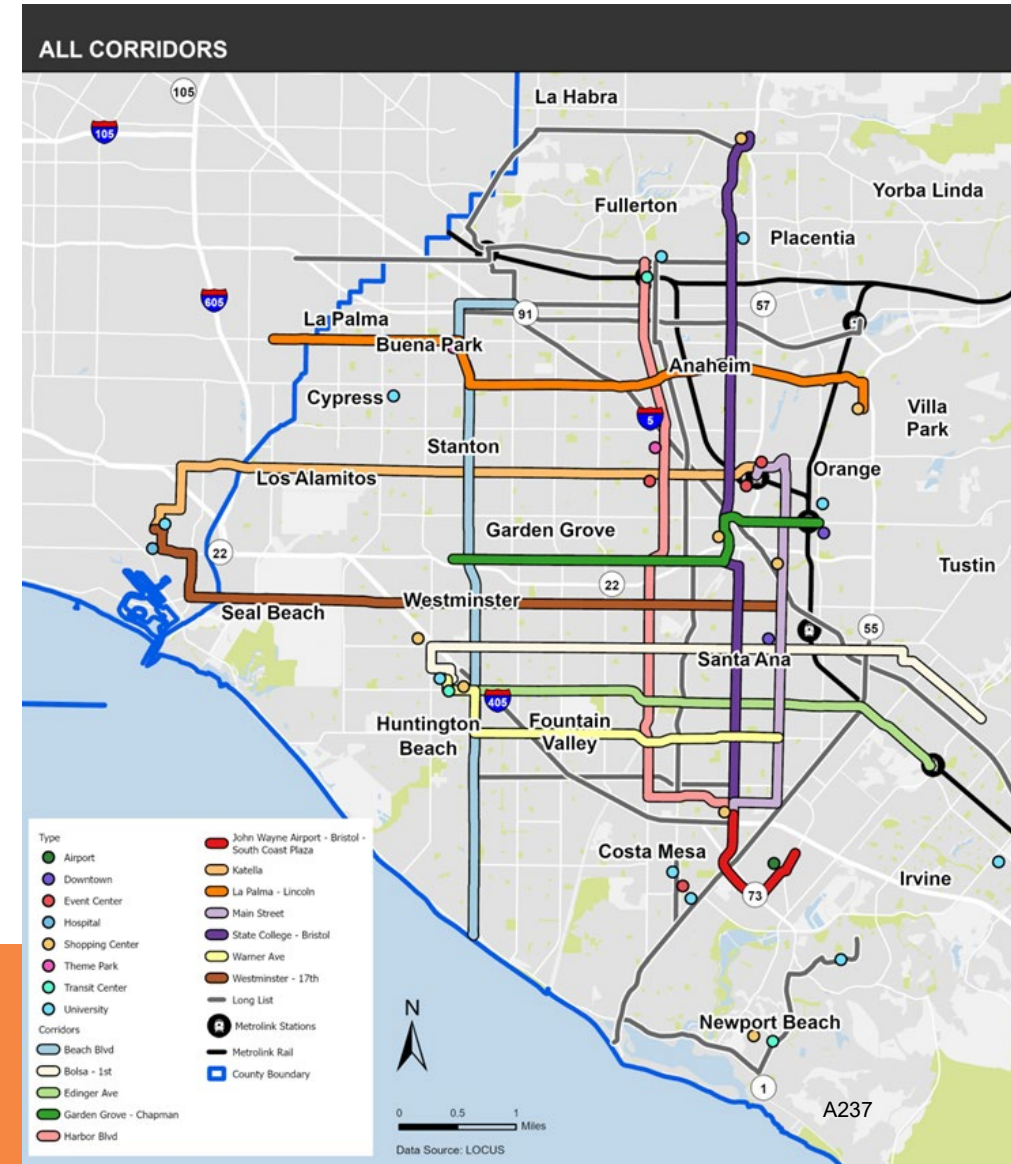 ALL CORRIDORS
105
105
La Habra
Yorba Linda
Fullerton
Placentia
605
57
La Palma
91
Buena Park
Anaheim
Cypress
Villa
Park
5
Stanton
Los Alamitos
Orange
Garden Grove
22
22
Tustin
Westminster
Seal Beach
55
Santa Ana
405
Huntington
Beach
Fountain
Valley
Costa Mesa
Irvine
73
Newport Beach
1
A237
Type
Airport
Downtown
Event Center
Hospital
Shopping Center
Theme Park
Transit Center
University
Corridors
Beach Blvd
Bolsa - 1st
Edinger Ave
Garden Grove - Chapman
Harbor Blvd
John Wayne Airport - Bristol -
South Coast Plaza
Katella
La Palma - Lincoln
Main Street
State College - Bristol
Warner Ave
Westminster - 17th
Long List
Metrolink Stations
Metrolink Rail
County Boundary
N
0 0.5 1
Miles
Data Source: LOCUS